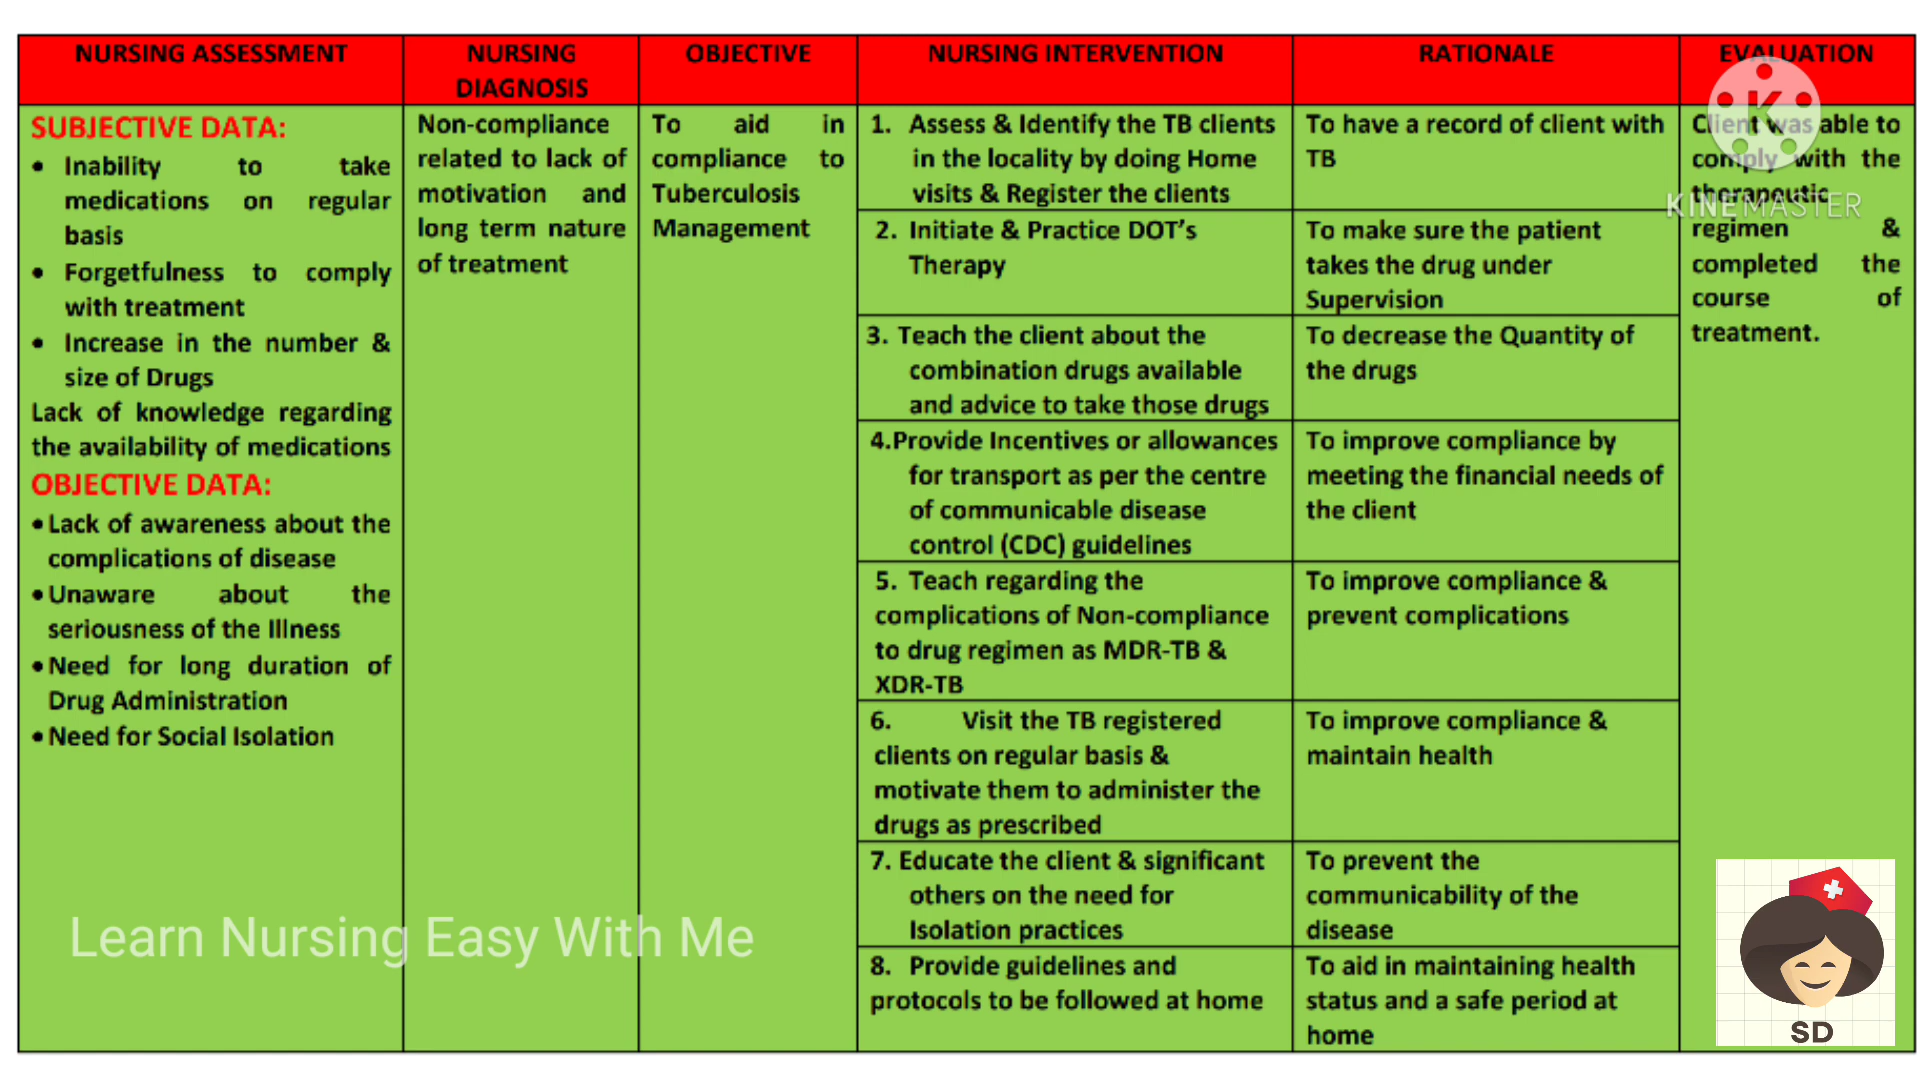 NURSING ASSESSMENT
NURSING
DIAGNOSIS
OBJECTIVE
NURSING INTERVENTION
RATIONALE
EVALUATION
SUBJECTIVE DATA:
• Inability to take
medications on regular
basis
• Forgetfulness to comply
with treatment
• Increase in the number &
size of Drugs
Lack of knowledge regarding
the availability of medications
OBJECTIVE DATA:
• Lack of awareness about the
complications of disease
• Unaware about the
seriousness of the Illness
• Need for long duration of
Drug Administration
• Need for Social Isolation
Non-compliance
related to lack of
motivation and
long term nature
of treatment
To aid in
compliance to
Tuberculosis
Management
1. Assess & Identify the TB clients
in the locality by doing Home
visits & Register the clients
To have a record of client with
TB
2. Initiate & Practice DOT's
Therapy
To make sure the patient
takes the drug under
Supervision
3. Teach the client about the
combination drugs available
and advice to take those drugs
To decrease the Quantity of
the drugs
4.Provide Incentives or allowances
for transport as per the centre
of communicable disease
control (CDC) guidelines
To improve compliance by
meeting the financial needs of
the client
5. Teach regarding the
complications of Non-compliance
to drug regimen as MDR-TB &
XDR-TB
To improve compliance &
prevent complications
6. Visit the TB registered
clients on regular basis &
motivate them to administer the
drugs as prescribed
To improve compliance &
maintain health
7. Educate the client & significant
others on the need for
Isolation practices
To prevent the
communicability of the
disease
8. Provide guidelines and
protocols to be followed at home
To aid in maintaining health
status and a safe period at
home
Client was able to
comply with the
therapeutic
regimen &
completed the
course of
treatment.
K
KINEMASTER
Learn Nursing Easy With Me
SD